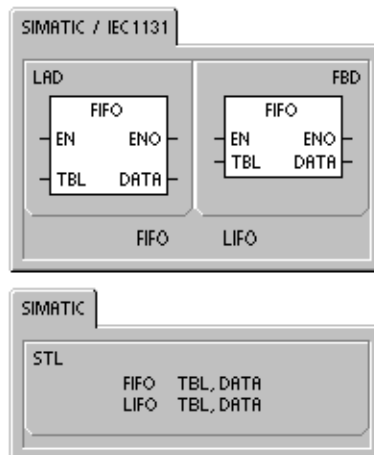 SIMATIC / IEC1131
LAD
FIFO
EN ENO
TBL DATA
FBD
FIFO
EN ENO
TBL DATA
FIFO LIFO
SIMATIC
STL
FIFO TBL, DATA
LIFO TBL, DATA